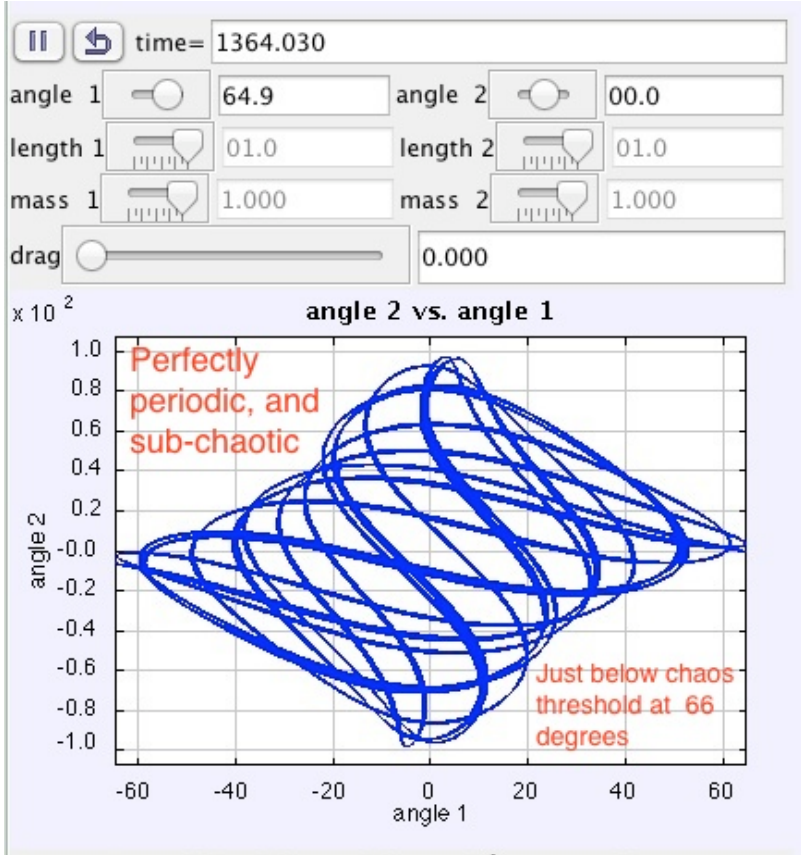 time= 1364.030
angle 1 64.9 angle 2 00.0
length 1 01.0 length 2 01.0
mass 1 1.000 mass 2 1.000
drag 0.000
x 10 2
angle 2 vs. angle 1
Perfectly
periodic, and
sub-chaotic
1.0
0.8
0.6
0.4
0.2
-0.0
-0.2
-0.4
-0.6
-0.8
-1.0
angle 2
Just below chaos
threshold at 66
degrees
-60 -40 -20 0 20 40 60
angle 1